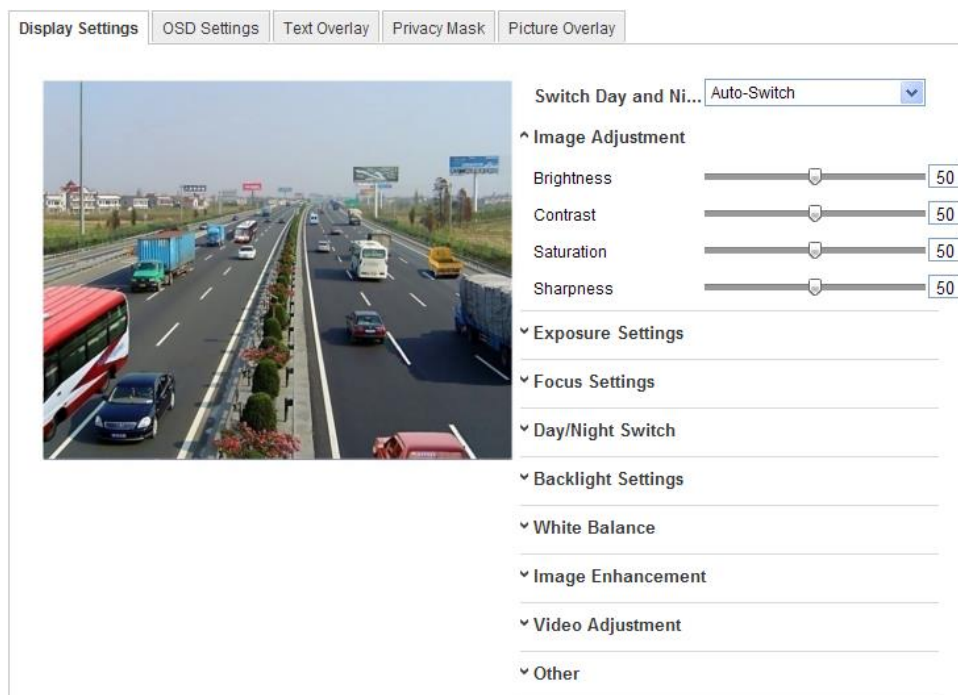 Display Settings
OSD Settings
Text Overlay
Privacy Mask
Picture Overlay
Switch Day and Ni... Auto-Switch
Image Adjustment
Brightness 50
Contrast 50
Saturation 50
Sharpness 50
Exposure Settings
Focus Settings
Day/Night Switch
Backlight Settings
White Balance
Image Enhancement
Video Adjustment
Other